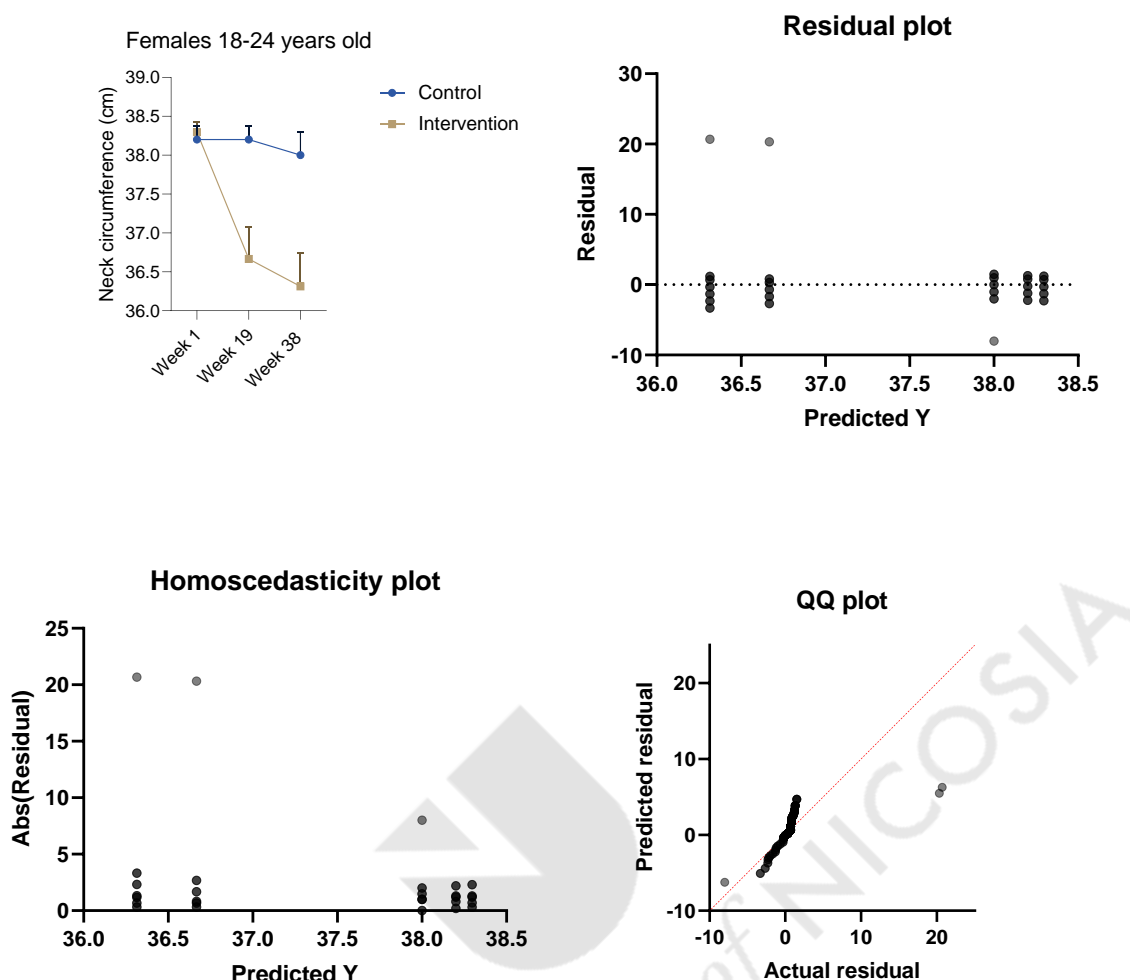 Females 18-24 years old
39.0
38.5
38.0
37.5
37.0
36.5
36.0
Neck circumference (cm)
Week 1
Week 19
Week 38
Control
Intervention
Residual plot
30
20
10
0
-10
Residual
36.0 36.5 37.0 37.5 38.0 38.5
Predicted Y
Homoscedasticity plot
25
20
15
10
5
0
Abs(Residual)
36.0 36.5 37.0 37.5 38.0 38.5
Predicted Y
QQ plot
20
10
0
-10
Predicted residual
-10 0 10 20
Actual residual
of NICOSIA